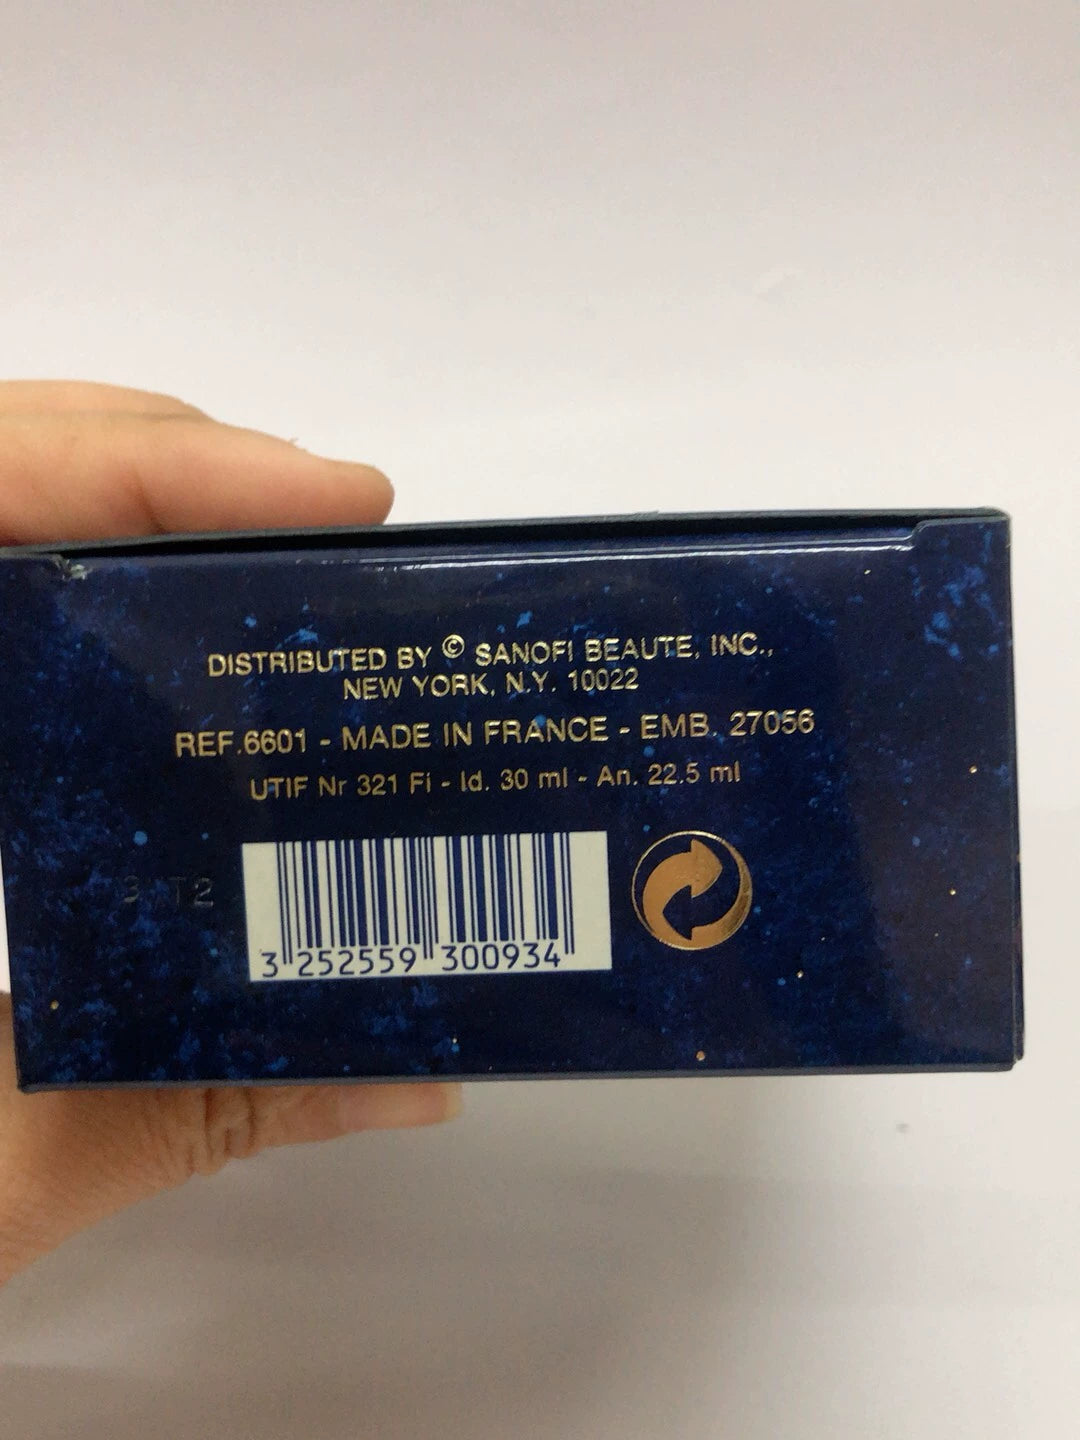 DISTRIBUTED BY © SANOFI BEAUTE, INC.,
NEW YORK, N.Y. 10022
REF.6601 - MADE IN FRANCE - EMB. 27056
UTIF Nr 321 Fi - Id. 30 ml - An. 22.5 ml
3 252559 300934